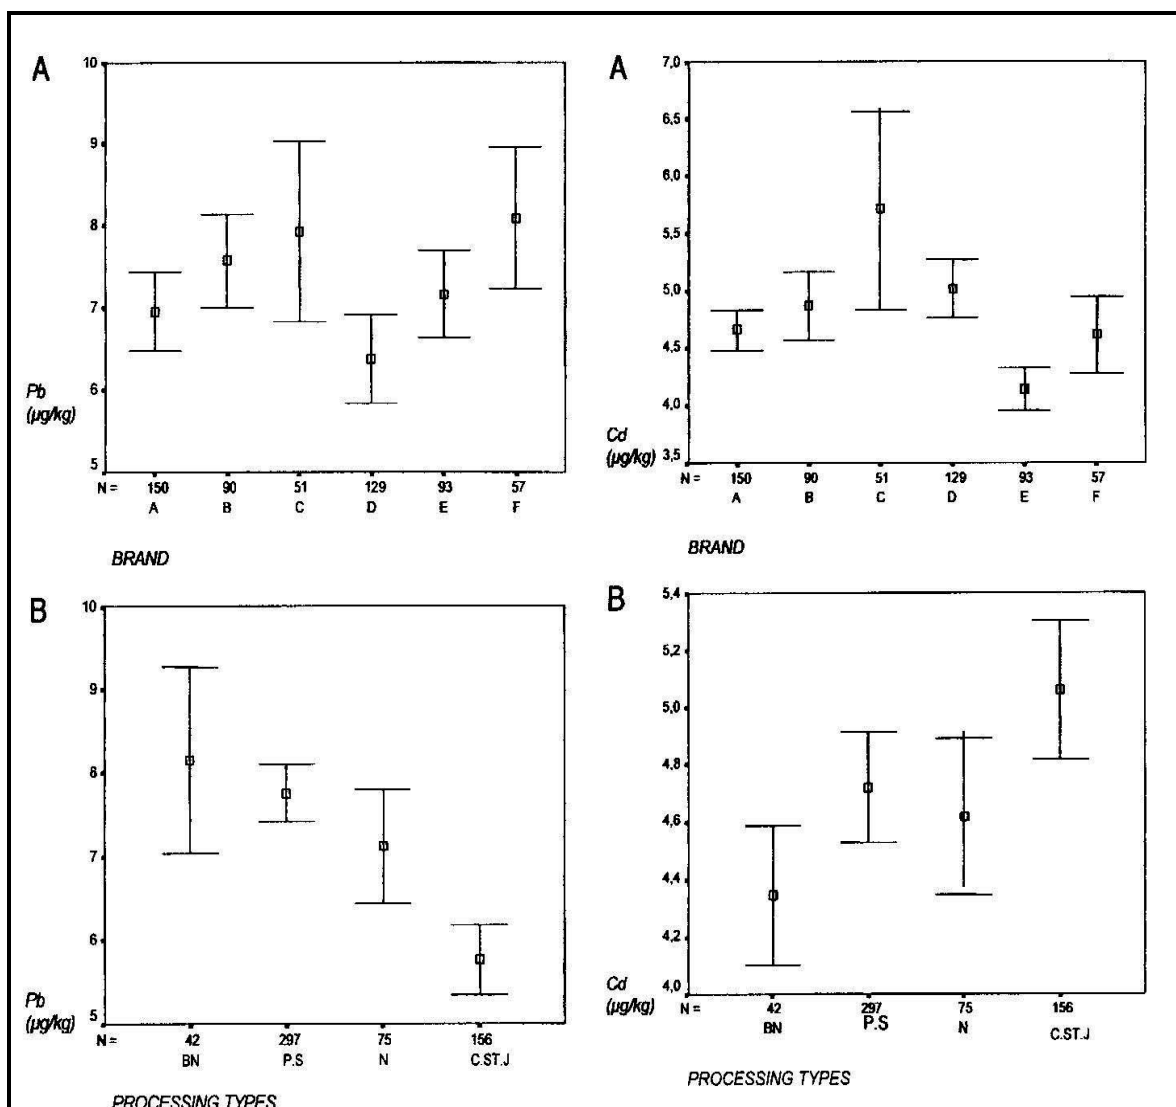 A
10
9
8
7
6
5
Pb
(µg/kg)
N = 150 90 51 129 93 57
A B C D E F
BRAND
A
7,0
6,5
6,0
5,5
5,0
4,5
4,0
3,5
Cd
(µg/kg)
N = 150 90 51 129 93 57
A B C D E F
BRAND
B
10
9
8
7
6
5
Pb
(µg/kg)
N = 42 297 75 156
BN P.S N C.ST.J
PROCESSING TYPES
B
5,4
5,2
5,0
4,8
4,6
4,4
4,2
4,0
Cd
(µg/kg)
N = 42 297 75 156
BN P.S N C.ST.J
PROCESSING TYPES